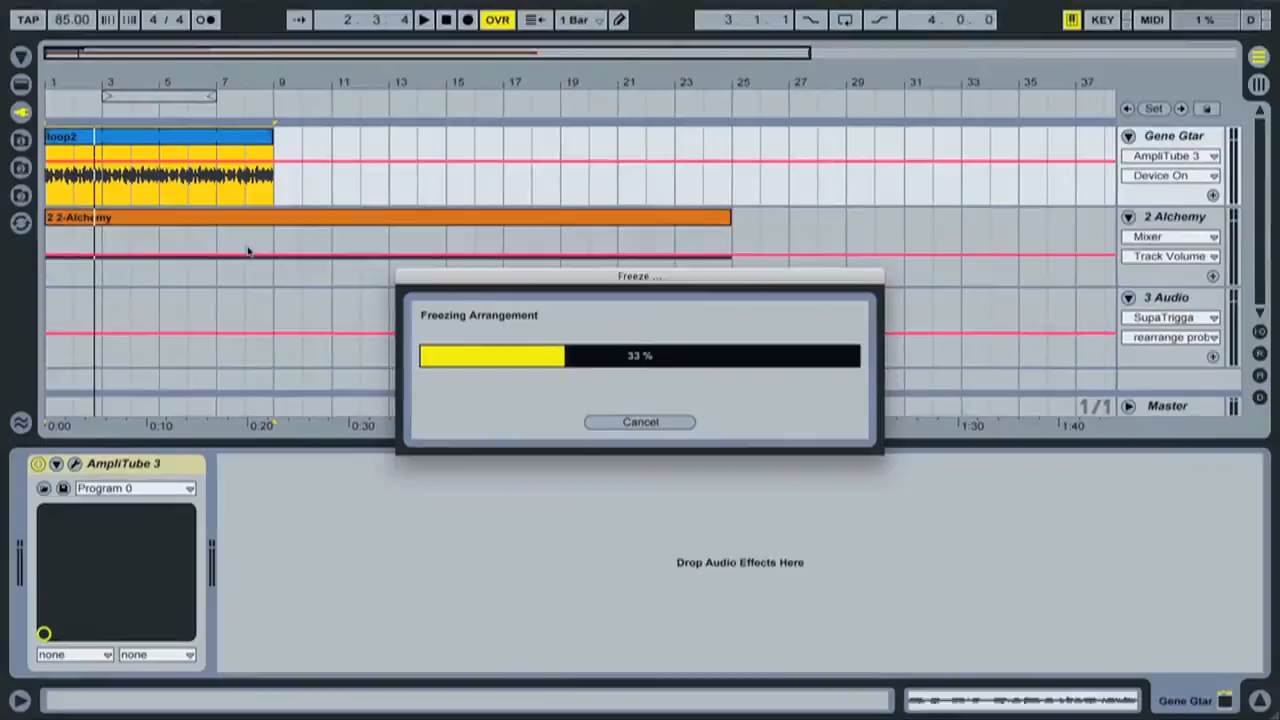 TAP 85.00 4 / 4 2. 3. 4 OVR 1 Bar 3. 1. 1 4. 0. 0 KEY MIDI 1 % D
1 3 5 7 9 11 13 15 17 19 21 23 25 27 29 31 33 35 37
Set
loop2
Gene Gtar
AmpliTube 3
Device On
2 2-Alchemy
2 Alchemy
Mixer
Track Volume
3 Audio
SupaTrigga
rearrange prob
Freeze ...
Freezing Arrangement
33 %
Cancel
1/1 Master
0:00 0:10 0:20 0:30 1:30 1:40
AmpliTube 3
Program 0
Drop Audio Effects Here
none none
Gene Gtar